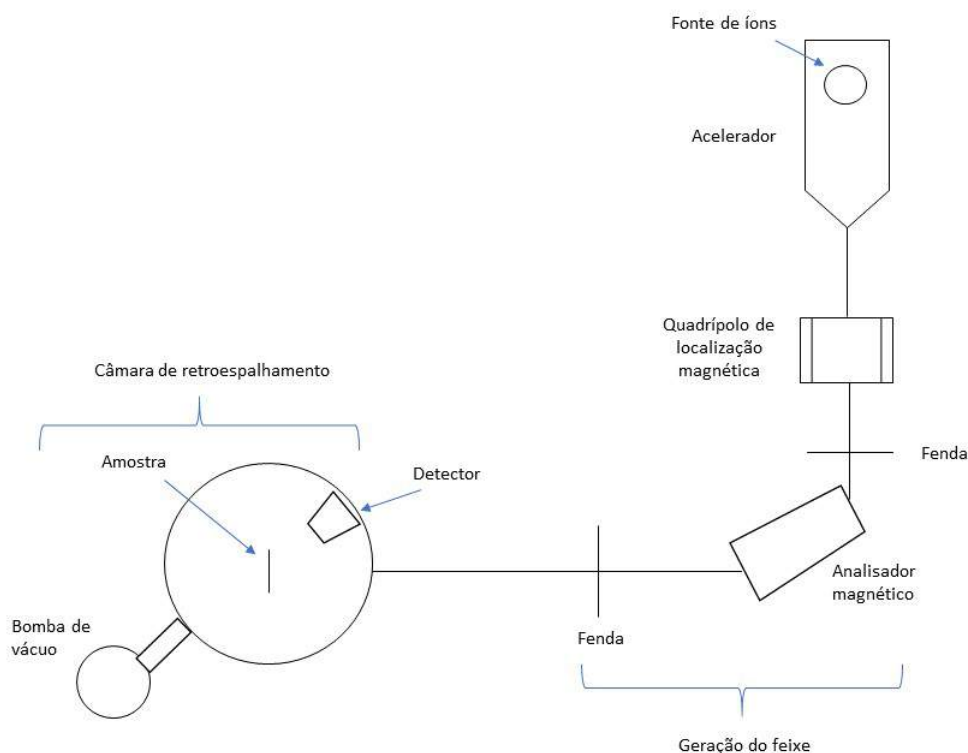 Fonte de íons
Acelerador
Quadrípolo de
localização
magnética
Câmara de retroespalhamento
Amostra
Detector
Fenda
Analisador
magnético
Bomba de
vácuo
Fenda
Geração do feixe